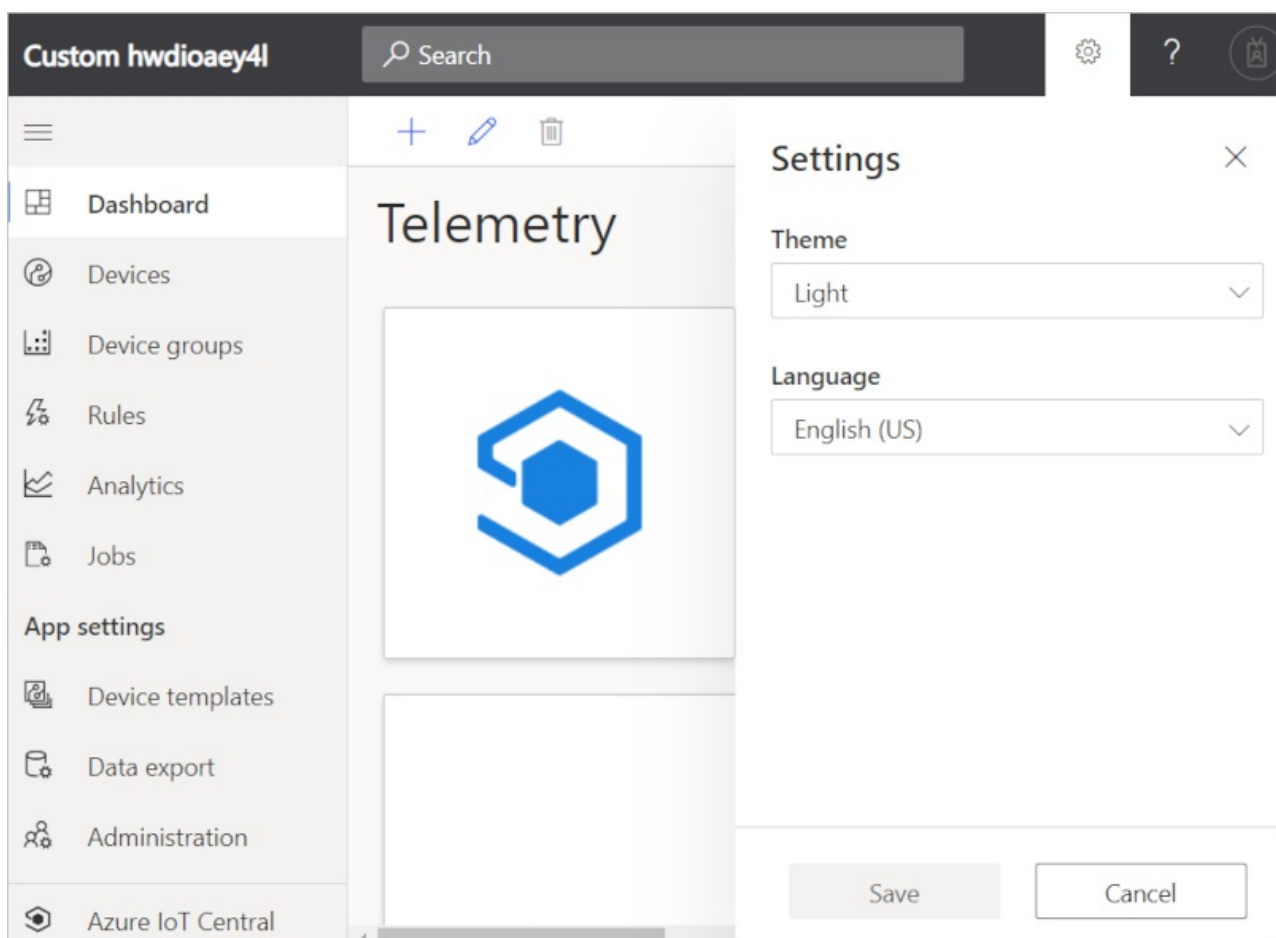 Custom hwdioaey4l
Search
?
Dashboard
Devices
Device groups
Rules
Analytics
Jobs
App settings
Device templates
Data export
Administration
Azure IoT Central
Telemetry
Settings
Theme
Light
Language
English (US)
Save
Cancel